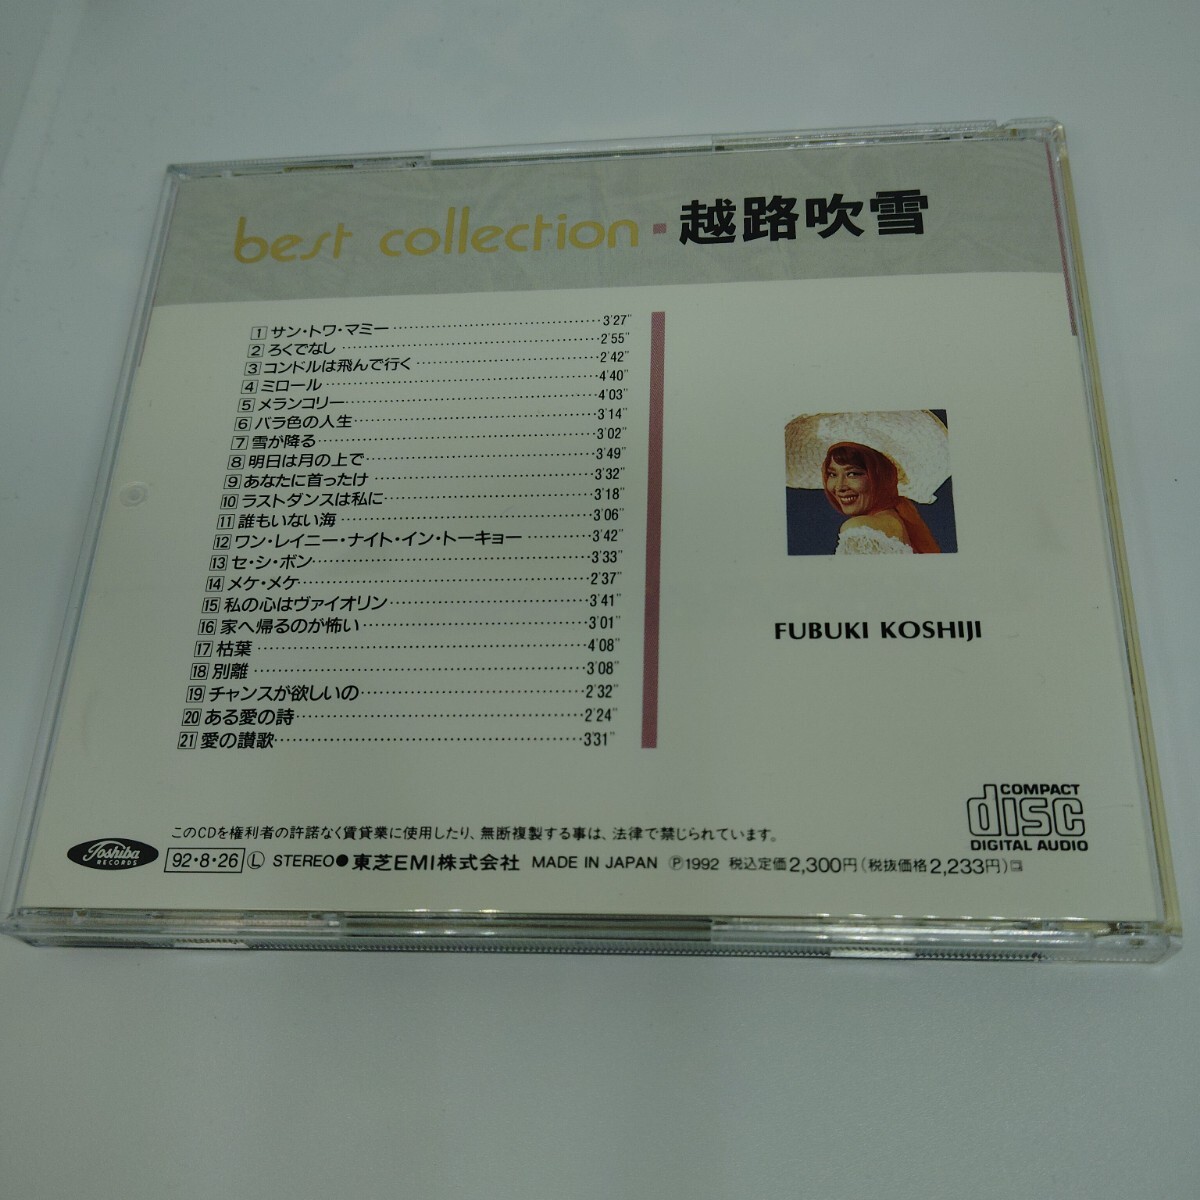 best collection・越路吹雪
1 サン・トワ・マミー 3'27"
2 ろくでなし 2'55"
3 コンドルは飛んで行く 2'42"
4 ミロール 4'40"
5 メランコリー 4'03"
6 バラ色の人生 3'14"
7 雪が降る 3'02"
8 明日は月の上で 3'49"
9 あなたに首ったけ 3'32"
10 ラストダンスは私に 3'18"
11 誰もいない海 3'06"
12 ワン・レイニー・ナイト・イン・トーキョー 3'42"
13 セ・シ・ボン 3'33"
14 メケ・メケ 2'37"
15 私の心はヴァイオリン 3'41"
16 家へ帰るのが怖い 3'01"
17 枯葉 4'08"
18 別離 3'08"
19 チャンスが欲しいの 2'32"
20 ある愛の詩 2'24"
21 愛の讃歌 3'31"
FUBUKI KOSHIJI
COMPACT
disc
DIGITAL AUDIO
このCDを権利者の許諾なく賃貸業に使用したり、無断複製する事は、法律で禁じられています。
Toshiba
RECORDS
92・8・26 Ⓛ STEREO ● 東芝EMI株式会社 MADE IN JAPAN Ⓟ1992 税込定価2,300円(税抜価格2,233円)